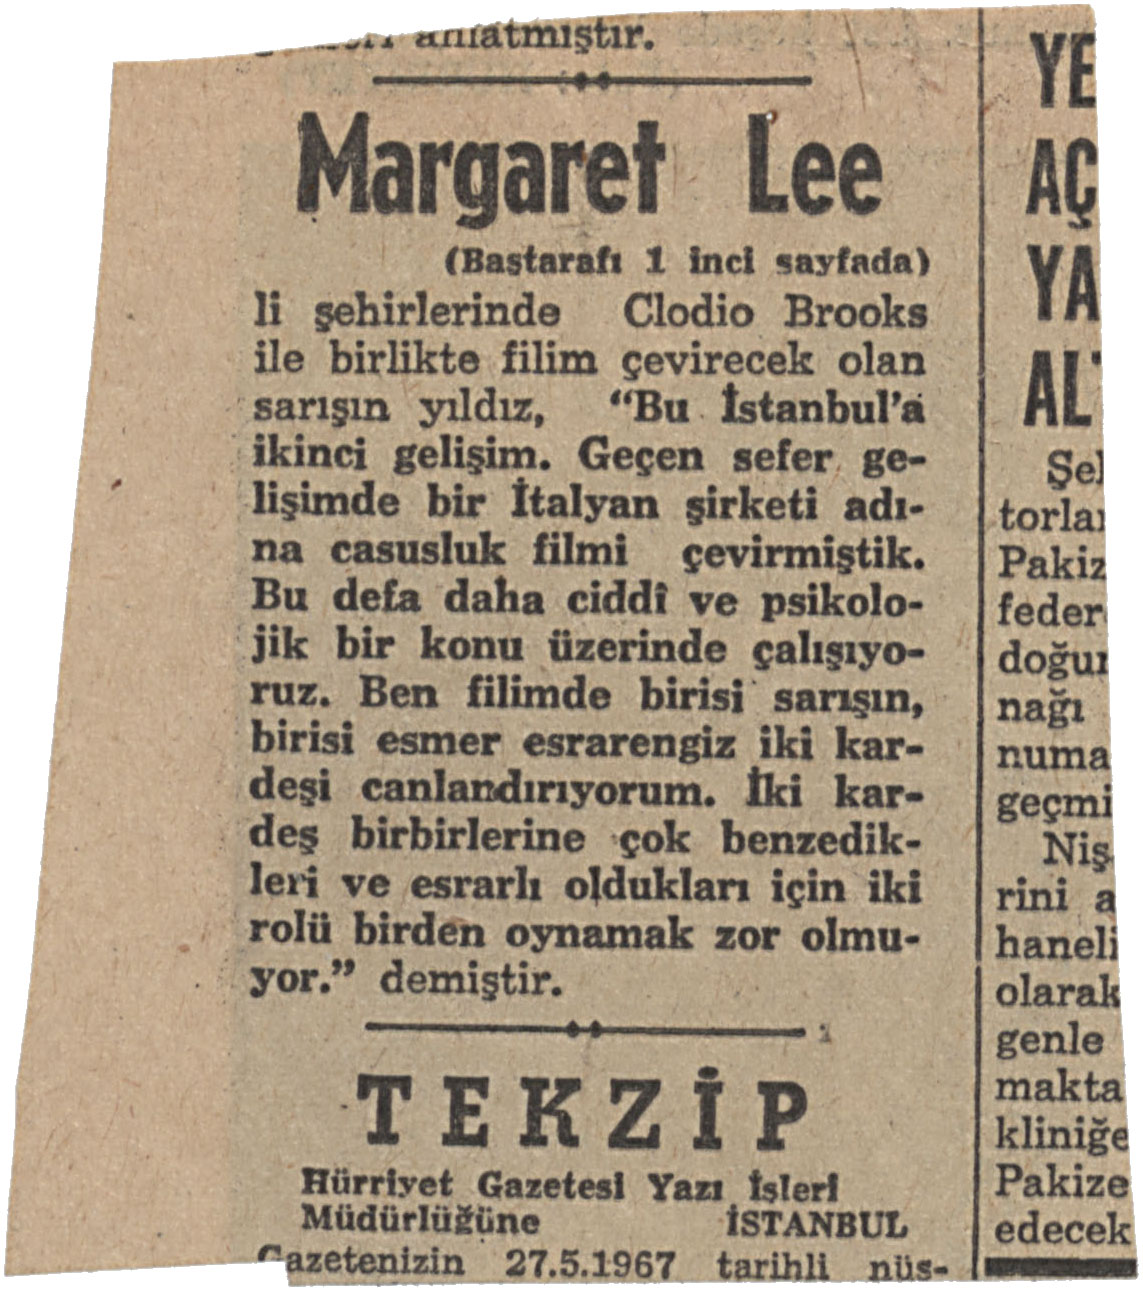 anlatmıştır.
Margaret Lee
(Baştarafı 1 inci sayfada)
li şehirlerinde Clodio Brooks
ile birlikte filim çevirecek olan
sarışın yıldız, “Bu İstanbul’a
ikinci gelişim. Geçen sefer ge-
lişimde bir İtalyan şirketi adı-
na casusluk filmi çevirmiştik.
Bu defa daha ciddî ve psikolo-
jik bir konu üzerinde çalışıyo-
ruz. Ben filimde birisi sarışın,
birisi esmer esrarengiz iki kar-
deşi canlandırıyorum. İki kar-
deş birbirlerine çok benzedik-
leri ve esrarlı oldukları için iki
rolü birden oynamak zor olmu-
yor.” demiştir.
TEKZİP
Hürriyet Gazetesi Yazı İşleri
Müdürlüğüne İSTANBUL
Gazetenizin 27.5.1967 tarihli nüs-
YE
AÇ
YA
AL
Şe
torla
Pakiz
feder
doğu
nağı
numa
geçmi
Niş
rini a
haneli
olarak
genle
makta
kliniğe
Pakize
edecek